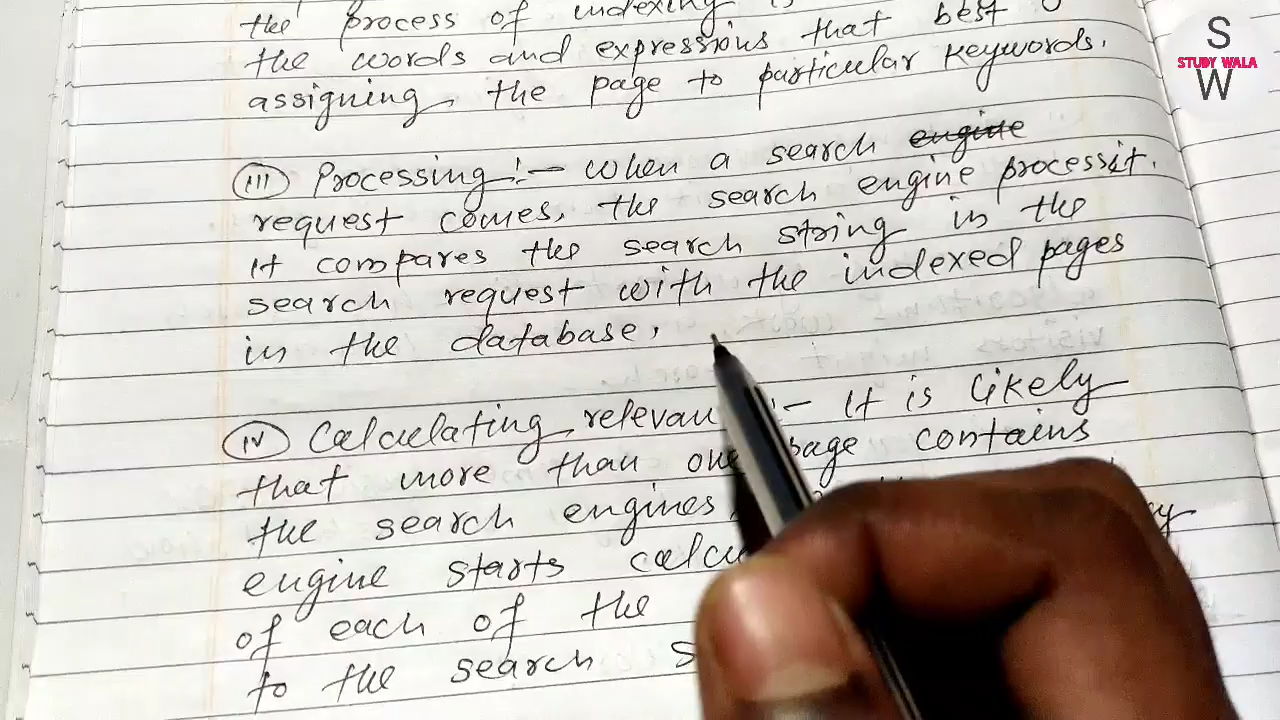 the process of indexing is
the words and expressions that best
assigning the page to particular keywords.
(iii) Processing :- When a search engine
request comes, the search engine processit.
It compares the search string in the
search request with the indexed pages
in the database,
(iv) Calculating relevan :- It is likely
that more than one page contains
the search engines
engine starts calcu
of each of the
to the search s
S
STUDY WALA
W